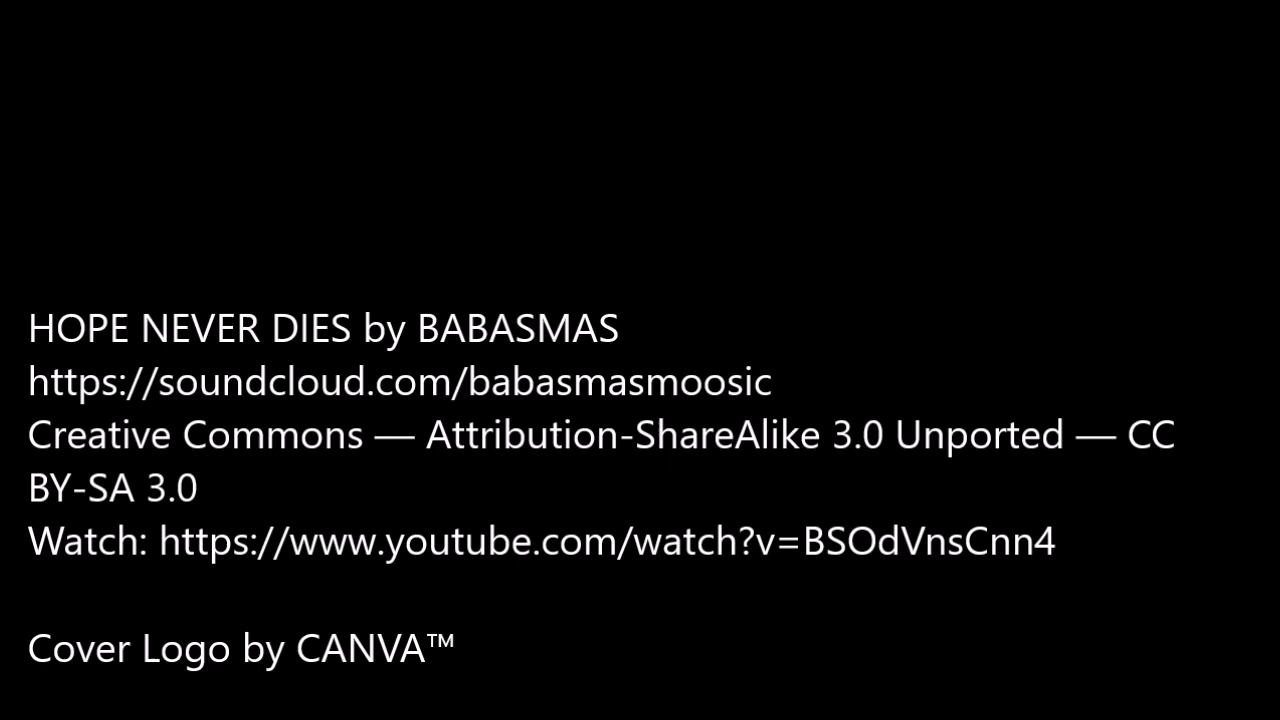 HOPE NEVER DIES by BABASMAS
https://soundcloud.com/babasmasmoosic
Creative Commons — Attribution-ShareAlike 3.0 Unported — CC
BY-SA 3.0
Watch: https://www.youtube.com/watch?v=BSOdVnsCnn4
Cover Logo by CANVA™